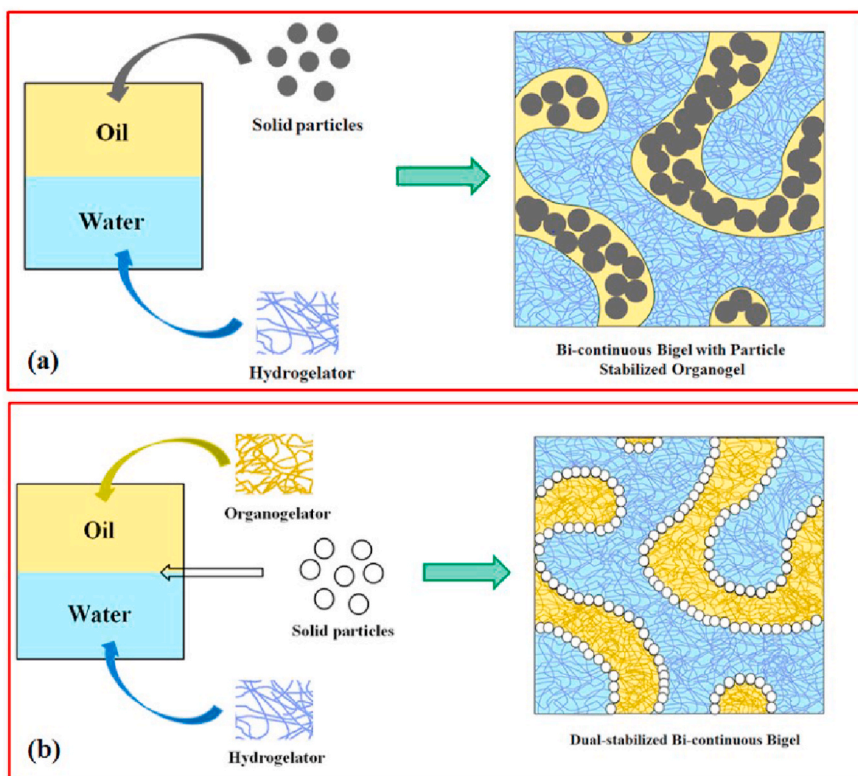 Oil
Water
Solid particles
Hydrogelator
(a)
Bi-continuous Bigel with Particle
Stabilized Organogel
Organogelator
Oil
Water
Solid particles
Hydrogelator
(b)
Dual-stabilized Bi-continuous Bigel